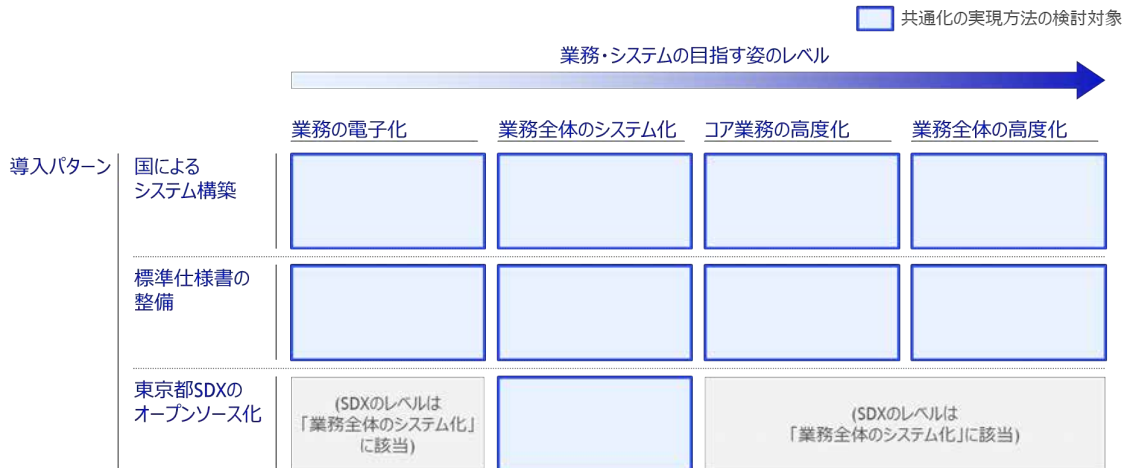 共通化の実現方法の検討対象
業務・システムの目指す姿のレベル
業務の電子化
業務全体のシステム化
コア業務の高度化
業務全体の高度化
導入パターン
国による
システム構築
標準仕様書の
整備
東京都SDXの
オープンソース化
(SDXのレベルは
「業務全体のシステム化」
に該当)
(SDXのレベルは
「業務全体のシステム化」に該当)